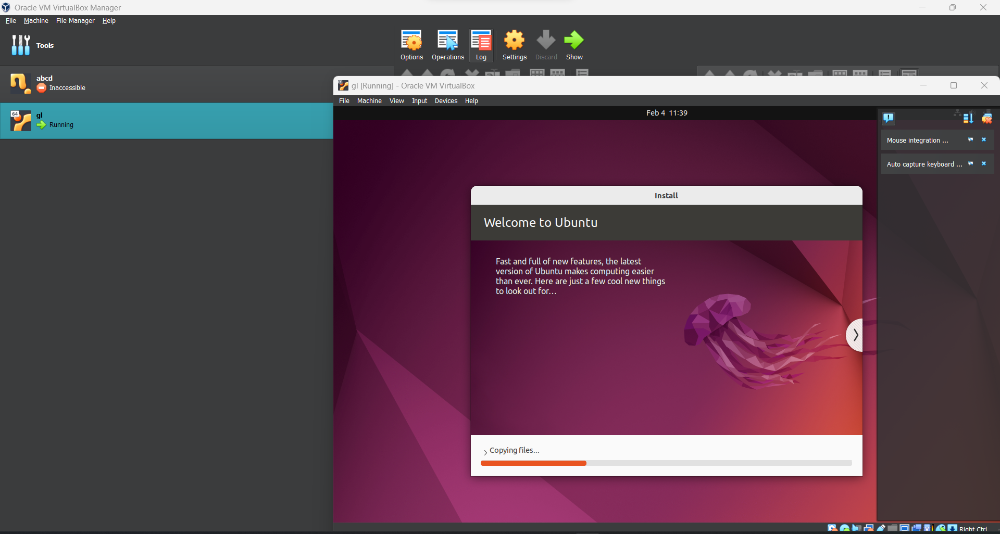 Oracle VM VirtualBox Manager
File Machine File Manager Help
Tools
Options Operations Log Settings Discard Show
abcd
Inaccessible
64
gl
Running
gl [Running] - Oracle VM VirtualBox
File Machine View Input Devices Help
Feb 4 11:39
Mouse integration ...
Auto capture keyboard ...
Install
Welcome to Ubuntu
Fast and full of new features, the latest
version of Ubuntu makes computing easier
than ever. Here are just a few cool new things
to look out for...
Copying files...
Right Ctrl